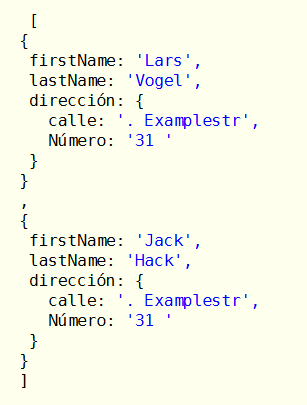 [
{
firstName: 'Lars',
lastName: 'Vogel',
dirección: {
calle: '. Examplestr',
Número: '31 '
}
}
,
{
firstName: 'Jack',
lastName: 'Hack',
dirección: {
calle: '. Examplestr',
Número: '31 '
}
}
]